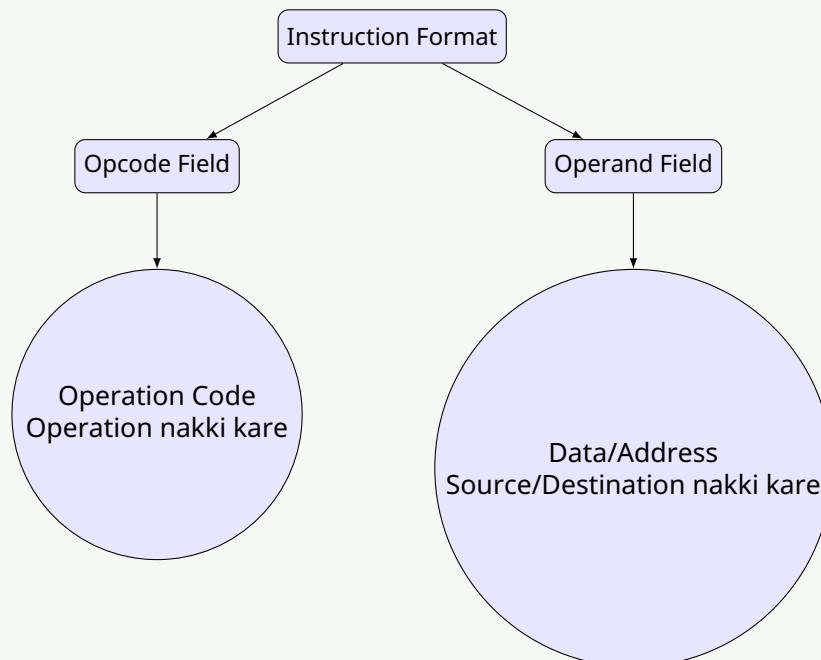 Instruction Format
Opcode Field
Operand Field
Operation Code
Operation nakki kare
Data/Address
Source/Destination nakki kare